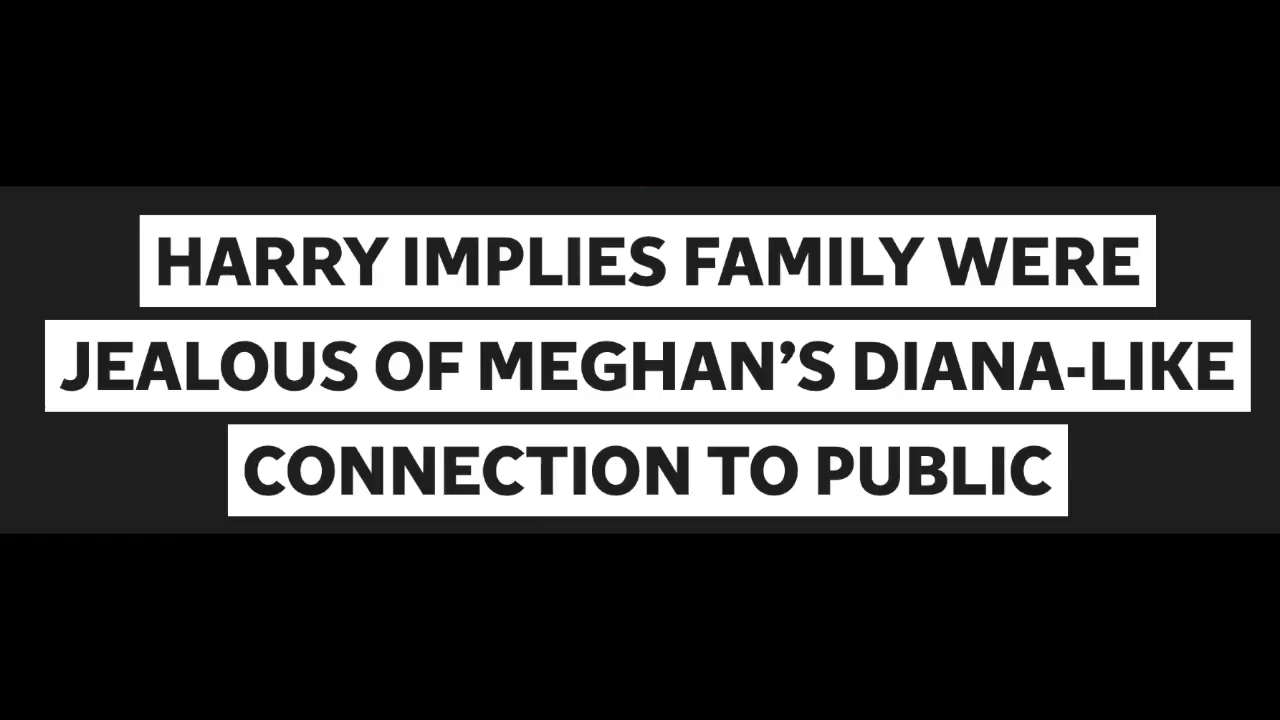 HARRY IMPLIES FAMILY WERE
JEALOUS OF MEGHAN’S DIANA-LIKE
CONNECTION TO PUBLIC